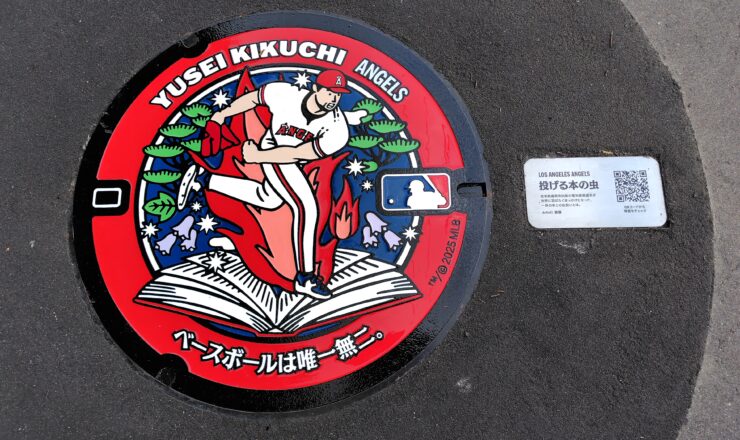 YUSEI KIKUCHI ANGELS
A
ANGE
™/© 2025 MLB
ベースボールは唯一無二。
LOS ANGELES ANGELS
投げる本の虫